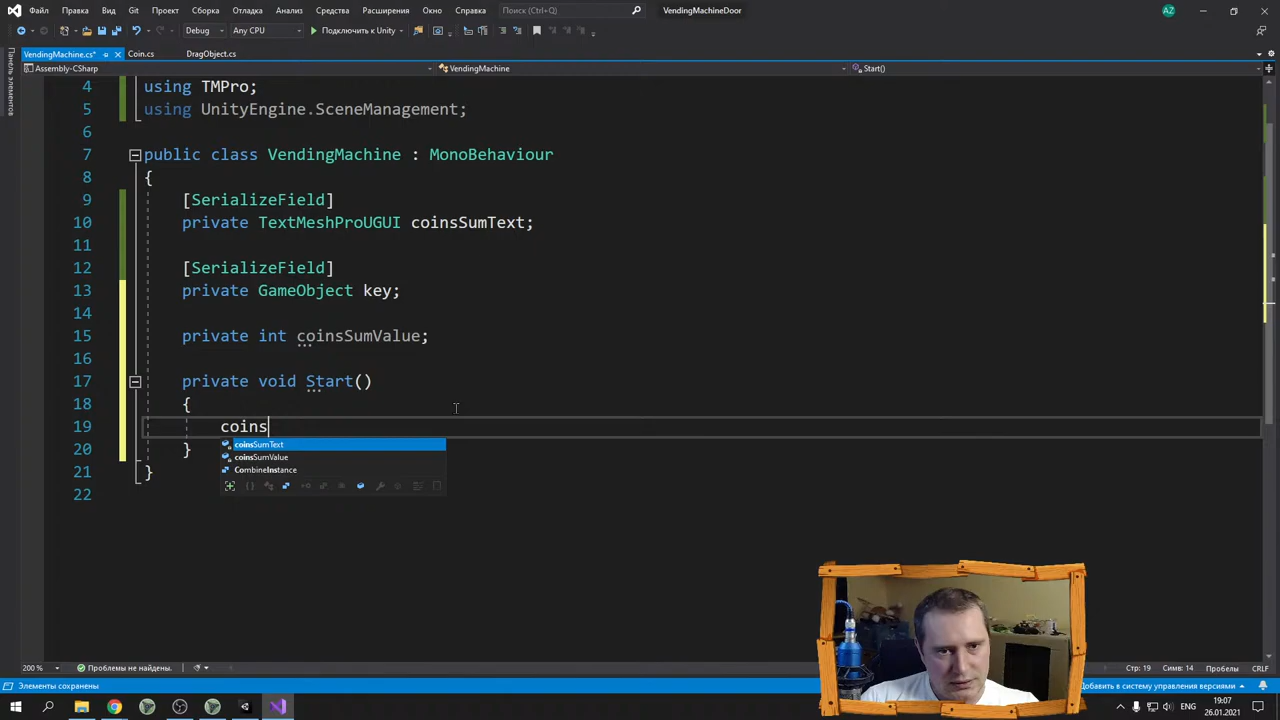 Файл Правка Вид Git Проект Сборка Отладка Анализ Средства Расширения Окно Справка Поиск (Ctrl+Q) VendingMachineDoor AZ
Debug Any CPU Подключить к Unity
VendingMachine.cs* Coin.cs DragObject.cs
Панель элементов
Assembly-CSharp VendingMachine Start()
4 using TMPro;
5 using UnityEngine.SceneManagement;
6
7 public class VendingMachine : MonoBehaviour
8 {
9 [SerializeField]
10 private TextMeshProUGUI coinsSumText;
11
12 [SerializeField]
13 private GameObject key;
14
15 private int coinsSumValue;
16
17 private void Start()
18 {
19 coins
coinsSumText
20 }
coinsSumValue
21 }
CombineInstance
22
200 % Проблемы не найдены. Стр: 19 Симв: 14 Пробелы CRLF
Элементы сохранены Добавить в систему управления версиями
ENG 19:07
26.01.2021